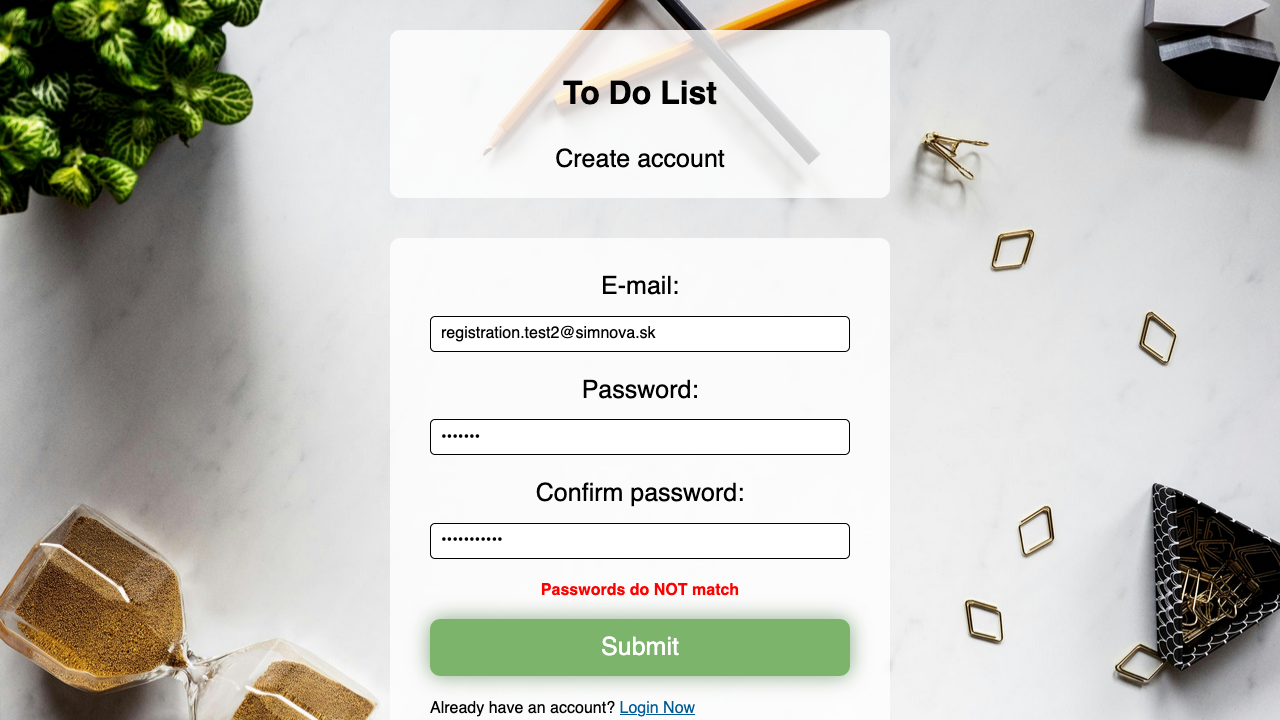 To Do List
Create account
E-mail:
registration.test2@simnova.sk
Password:
•••••••
Confirm password:
•••••••••••
Passwords do NOT match
Submit
Already have an account? Login Now